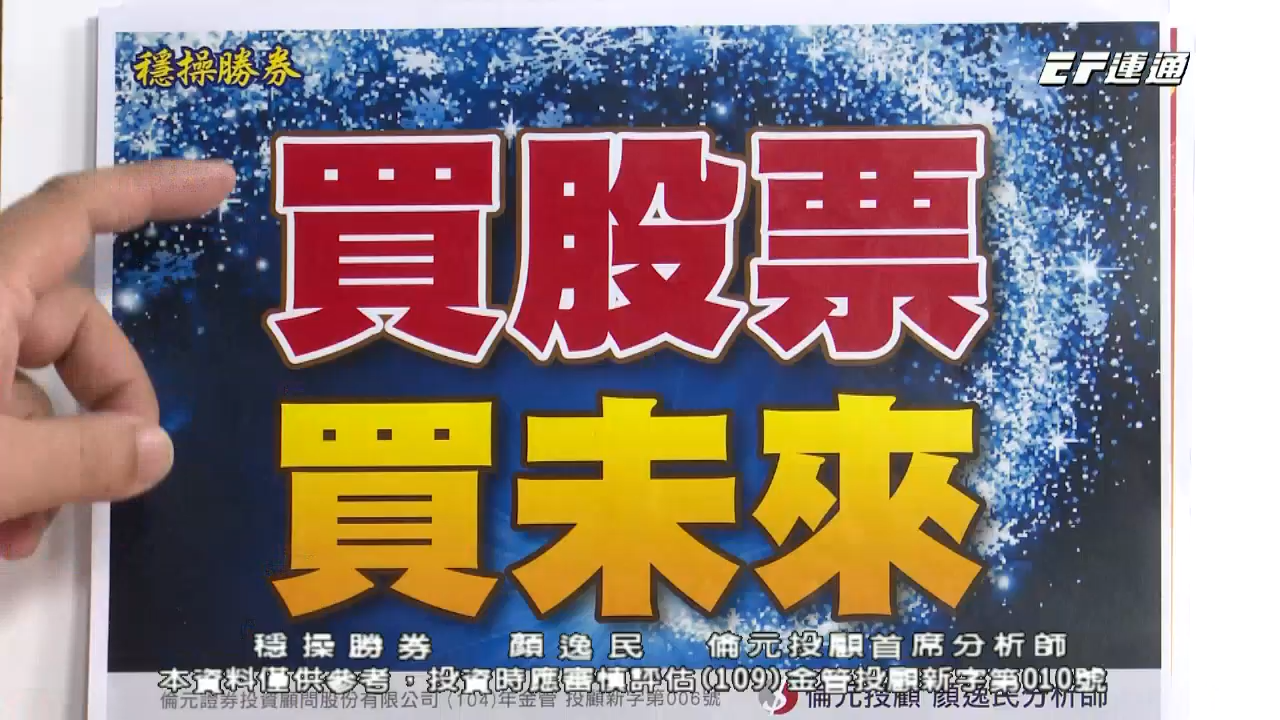 穩操勝券
EF運通
買股票
買未來
穩操勝券 顏逸民 倫元投顧首席分析師
本資料僅供參考，投資時應審慎評估(109)金管投顧新字第010號
倫元證券投資顧問股份有限公司 (104)年金管 投顧新字第006號
倫元投顧 顏逸民分析師